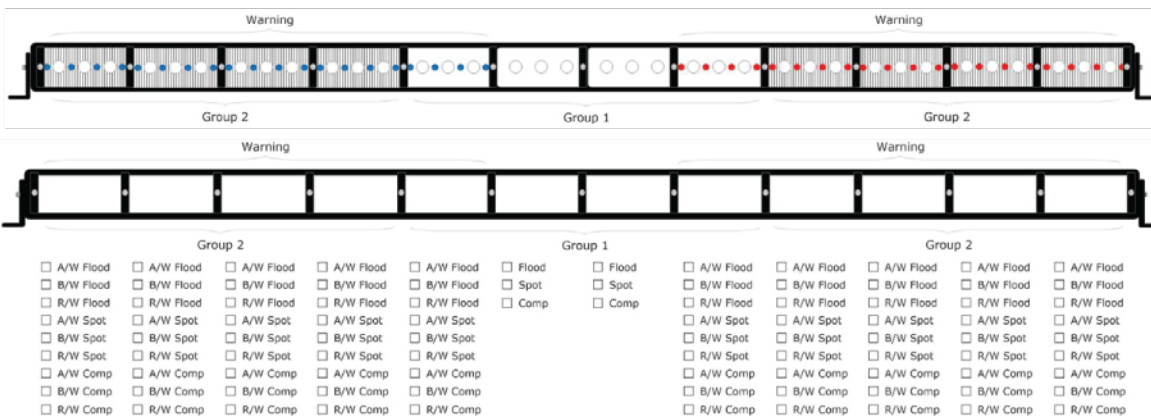 Warning Warning
Group 2 Group 1 Group 2
Warning Warning
Group 2 Group 1 Group 2
A/W Flood A/W Flood A/W Flood A/W Flood A/W Flood Flood Flood A/W Flood A/W Flood A/W Flood A/W Flood A/W Flood
B/W Flood B/W Flood B/W Flood B/W Flood B/W Flood Spot Spot B/W Flood B/W Flood B/W Flood B/W Flood B/W Flood
R/W Flood R/W Flood R/W Flood R/W Flood R/W Flood Comp Comp R/W Flood R/W Flood R/W Flood R/W Flood R/W Flood
A/W Spot A/W Spot A/W Spot A/W Spot A/W Spot A/W Spot A/W Spot A/W Spot A/W Spot A/W Spot
B/W Spot B/W Spot B/W Spot B/W Spot B/W Spot B/W Spot B/W Spot B/W Spot B/W Spot B/W Spot
R/W Spot R/W Spot R/W Spot R/W Spot R/W Spot R/W Spot R/W Spot R/W Spot R/W Spot R/W Spot
A/W Comp A/W Comp A/W Comp A/W Comp A/W Comp A/W Comp A/W Comp A/W Comp A/W Comp A/W Comp
B/W Comp B/W Comp B/W Comp B/W Comp B/W Comp B/W Comp B/W Comp B/W Comp B/W Comp B/W Comp
R/W Comp R/W Comp R/W Comp R/W Comp R/W Comp R/W Comp R/W Comp R/W Comp R/W Comp R/W Comp